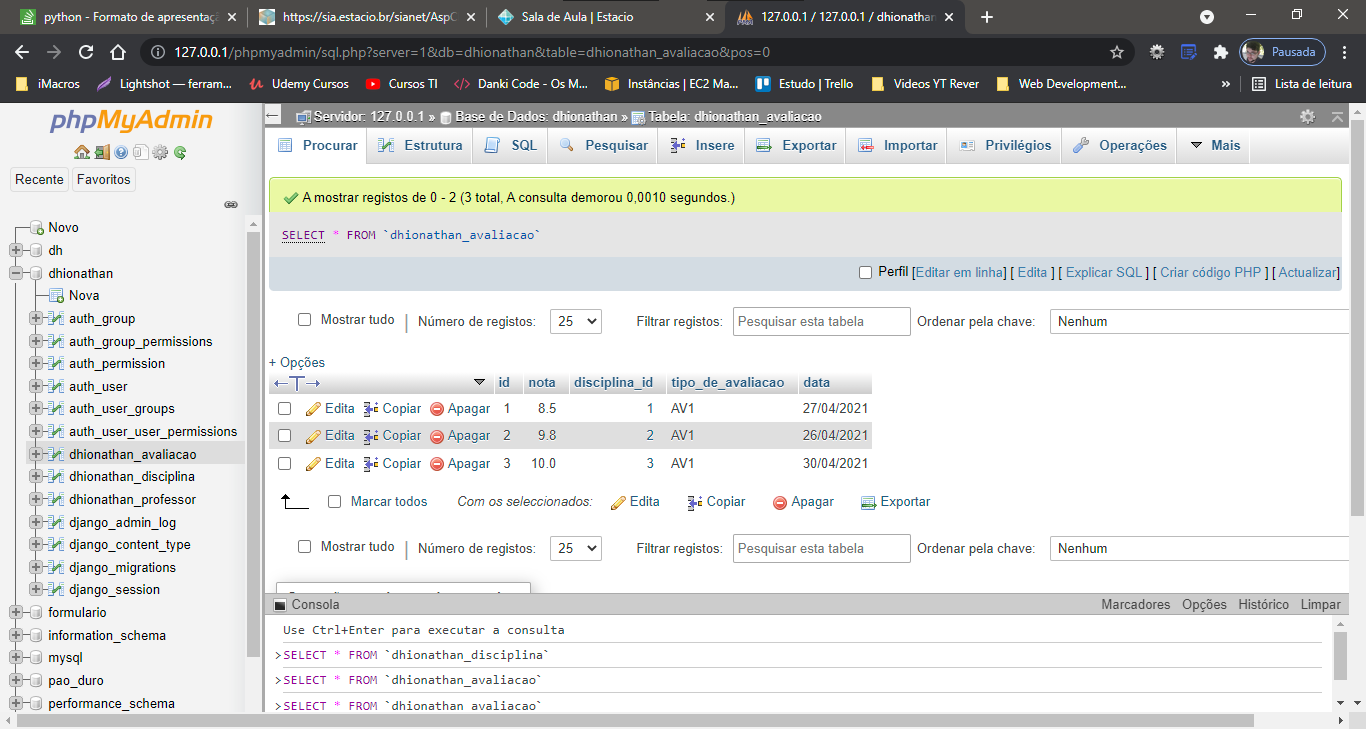 python - Formato de apresentaçã
https://sia.estacio.br/sianet/AspC
Sala de Aula | Estacio
127.0.0.1 / 127.0.0.1 / dhionathan
127.0.0.1/phpmyadmin/sql.php?server=1&db=dhionathan&table=dhionathan_avaliacao&pos=0
Pausada
iMacros
Lightshot — ferram...
Udemy Cursos
Cursos TI
Danki Code - Os M...
Instâncias | EC2 Ma...
Estudo | Trello
Videos YT Rever
Web Development...
»
Lista de leitura
phpMyAdmin
Recente
Favoritos
Novo
dh
dhionathan
Nova
auth_group
auth_group_permissions
auth_permission
auth_user
auth_user_groups
auth_user_user_permissions
dhionathan_avaliacao
dhionathan_disciplina
dhionathan_professor
django_admin_log
django_content_type
django_migrations
django_session
formulario
information_schema
mysql
pao_duro
performance_schema
Servidor: 127.0.0.1 » Base de Dados: dhionathan » Tabela: dhionathan_avaliacao
Procurar Estrutura SQL Pesquisar Insere Exportar Importar Privilégios Operações Mais
A mostrar registos de 0 - 2 (3 total, A consulta demorou 0,0010 segundos.)
SELECT * FROM `dhionathan_avaliacao`
Perfil [Editar em linha] [ Edita ] [ Explicar SQL ] [ Criar código PHP ] [ Actualizar]
Mostrar tudo | Número de registos: 25 Filtrar registos: Pesquisar esta tabela Ordenar pela chave: Nenhum
+ Opções
←T→ id nota disciplina_id tipo_de_avaliacao data
Edita Copiar Apagar 1 8.5 1 AV1 27/04/2021
Edita Copiar Apagar 2 9.8 2 AV1 26/04/2021
Edita Copiar Apagar 3 10.0 3 AV1 30/04/2021
Marcar todos Com os seleccionados: Edita Copiar Apagar Exportar
Mostrar tudo | Número de registos: 25 Filtrar registos: Pesquisar esta tabela Ordenar pela chave: Nenhum
Consola Marcadores Opções Histórico Limpar
Use Ctrl+Enter para executar a consulta
>SELECT * FROM `dhionathan_disciplina`
>SELECT * FROM `dhionathan_avaliacao`
>SELECT * FROM `dhionathan_avaliacao`